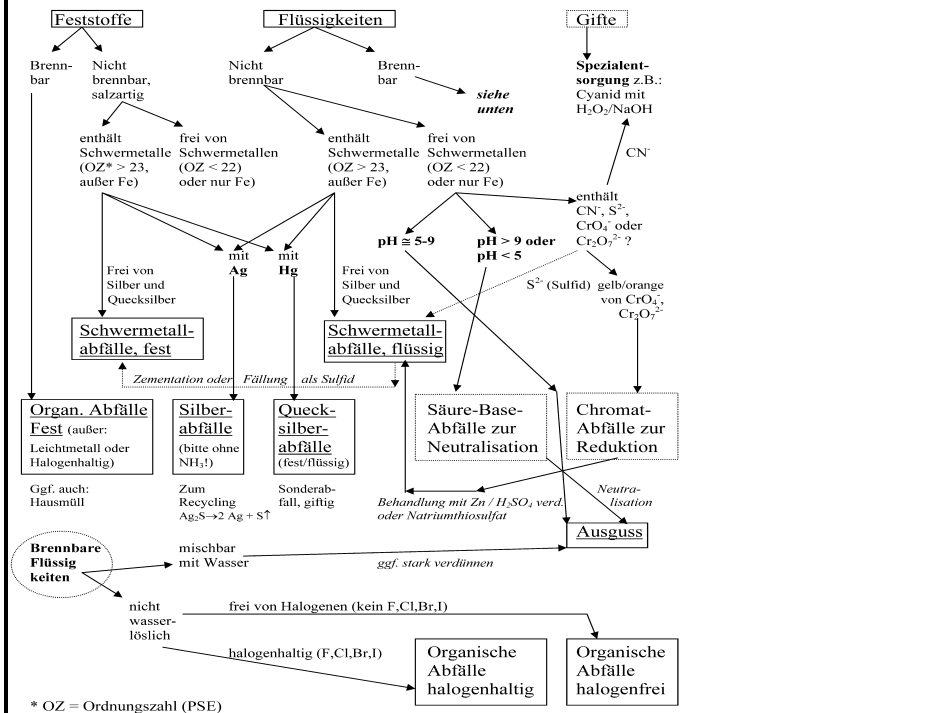 Feststoffe
Flüssigkeiten
Gifte
Brenn-
bar
Nicht
brennbar,
salzartig
Nicht
brennbar
Brenn-
bar
siehe
unten
Spezialent-
sorgung z.B.:
Cyanid mit
H₂O₂/NaOH
CN⁻
enthält
Schwermetalle
(OZ* > 23,
außer Fe)
frei von
Schwermetallen
(OZ < 22)
oder nur Fe)
enthält
Schwermetalle
(OZ > 23,
außer Fe)
frei von
Schwermetallen
(OZ < 22)
oder nur Fe)
enthält
CN⁻, S²⁻,
CrO₄⁻ oder
Cr₂O₇²⁻ ?
pH ≅ 5-9
pH > 9 oder
pH < 5
mit
Ag
mit
Hg
Frei von
Silber und
Quecksilber
Frei von
Silber und
Quecksilber
S²⁻ (Sulfid)
gelb/orange
von CrO₄⁻,
Cr₂O₇²⁻
Schwermetall-
abfälle, fest
Schwermetall-
abfälle, flüssig
Zementation oder Fällung als Sulfid
Organ. Abfälle
Fest (außer:
Leichtmetall oder
Halogenhaltig)
Silber-
abfälle
(bitte ohne
NH₃!)
Queck-
silber-
abfälle
(fest/flüssig)
Säure-Base-
Abfälle zur
Neutralisation
Chromat-
Abfälle zur
Reduktion
Ggf. auch:
Hausmüll
Zum
Recycling
Ag₂S→2 Ag + S↑
Sonderab-
fall, giftig
Behandlung mit Zn / H₂SO₄ verd.
oder Natriumthiosulfat
Neutra-
lisation
Ausguss
Brennbare
Flüssig
keiten
mischbar
mit Wasser
ggf. stark verdünnen
nicht
wasser-
löslich
frei von Halogenen (kein F,Cl,Br,I)
halogenhaltig (F,Cl,Br,I)
Organische
Abfälle
halogenhaltig
Organische
Abfälle
halogenfrei
* OZ = Ordnungszahl (PSE)